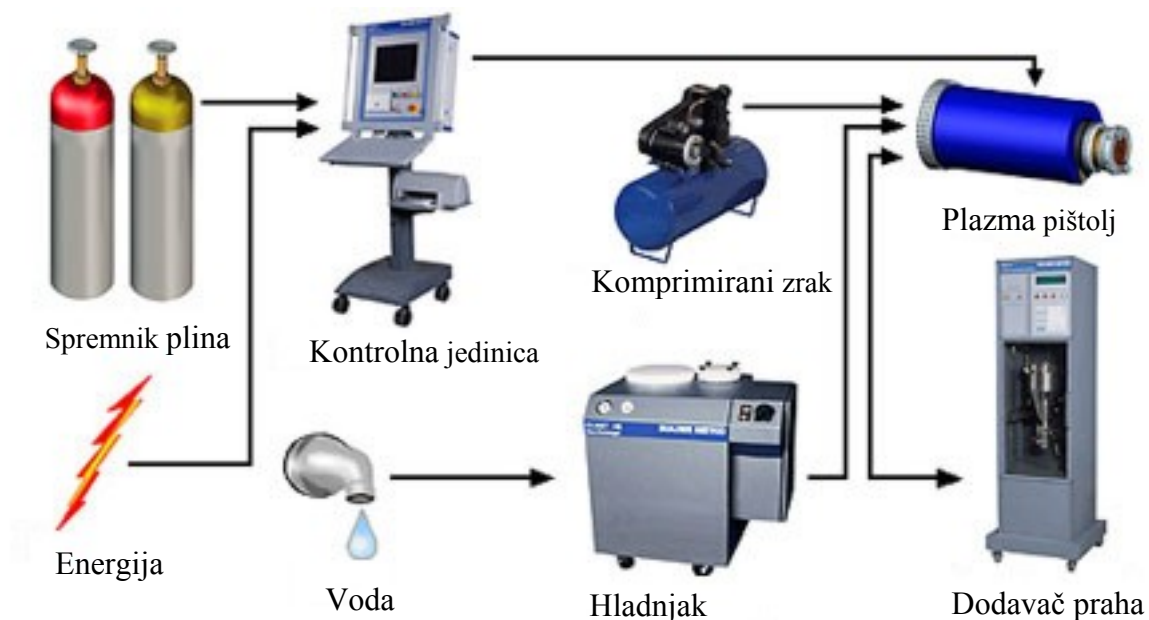 Spremnik plina
Kontrolna jedinica
Komprimirani zrak
Plazma pištolj
Energija
Voda
Hladnjak
Dodavač praha